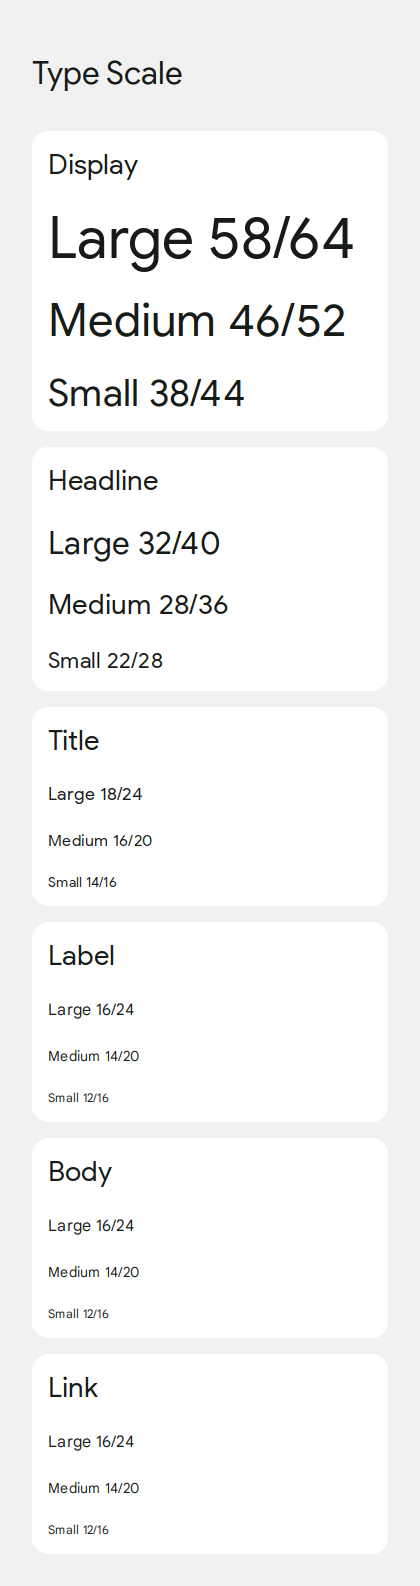 Type Scale
Display
Large 58/64
Medium 46/52
Small 38/44
Headline
Large 32/40
Medium 28/36
Small 22/28
Title
Large 18/24
Medium 16/20
Small 14/16
Label
Large 16/24
Medium 14/20
Small 12/16
Body
Large 16/24
Medium 14/20
Small 12/16
Link
Large 16/24
Medium 14/20
Small 12/16